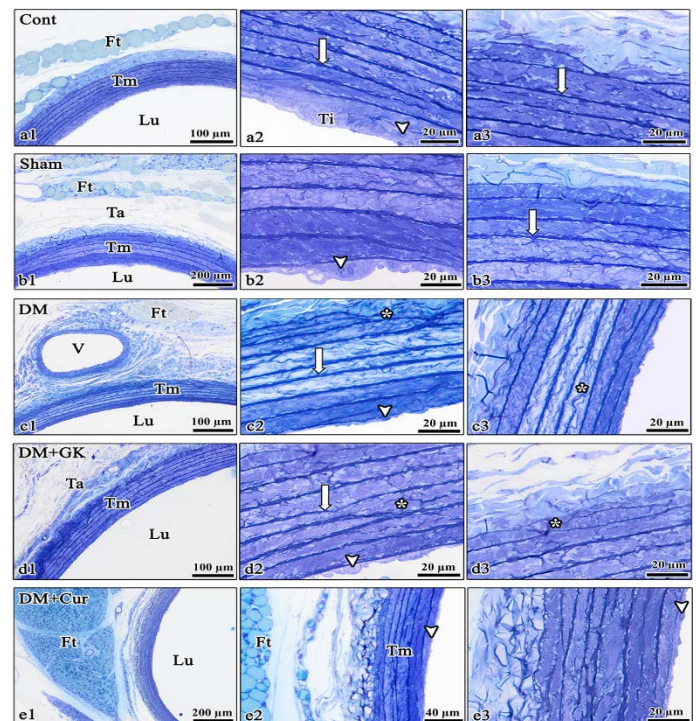 Cont
Ft
Tm
Lu
100 µm
a1
Ti
20 µm
a2
20 µm
a3
Sham
Ft
Ta
Tm
Lu
200 µm
b1
20 µm
b2
20 µm
b3
DM
Ft
V
Tm
Lu
100 µm
c1
20 µm
c2
20 µm
c3
DM+GK
Ta
Tm
Lu
100 µm
d1
20 µm
d2
20 µm
d3
DM+Cur
Ft
Lu
200 µm
e1
Ft
Tm
40 µm
e2
20 µm
e3